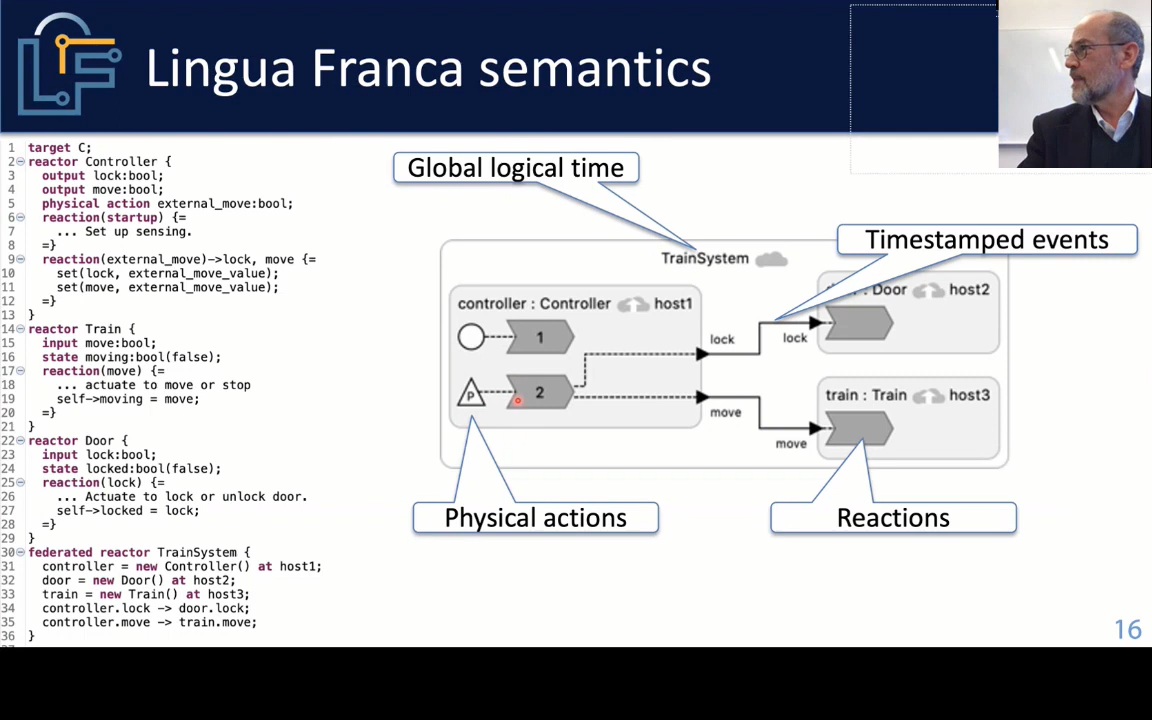 LF
Lingua Franca semantics
1 target C;
2 reactor Controller {
3 output lock:bool;
4 output move:bool;
5 physical action external_move:bool;
6 reaction(startup) {=
7 ... Set up sensing.
8 =}
9 reaction(external_move)->lock, move {=
10 set(lock, external_move_value);
11 set(move, external_move_value);
12 =}
13 }
14 reactor Train {
15 input move:bool;
16 state moving:bool(false);
17 reaction(move) {=
18 ... actuate to move or stop
19 self->moving = move;
20 =}
21 }
22 reactor Door {
23 input lock:bool;
24 state locked:bool(false);
25 reaction(lock) {=
26 ... Actuate to lock or unlock door.
27 self->locked = lock;
28 =}
29 }
30 federated reactor TrainSystem {
31 controller = new Controller() at host1;
32 door = new Door() at host2;
33 train = new Train() at host3;
34 controller.lock -> door.lock;
35 controller.move -> train.move;
36 }
Global logical time
Timestamped events
TrainSystem
controller : Controller host1
1
P
2
lock
move
: Door host2
lock
train : Train host3
move
Physical actions
Reactions
16